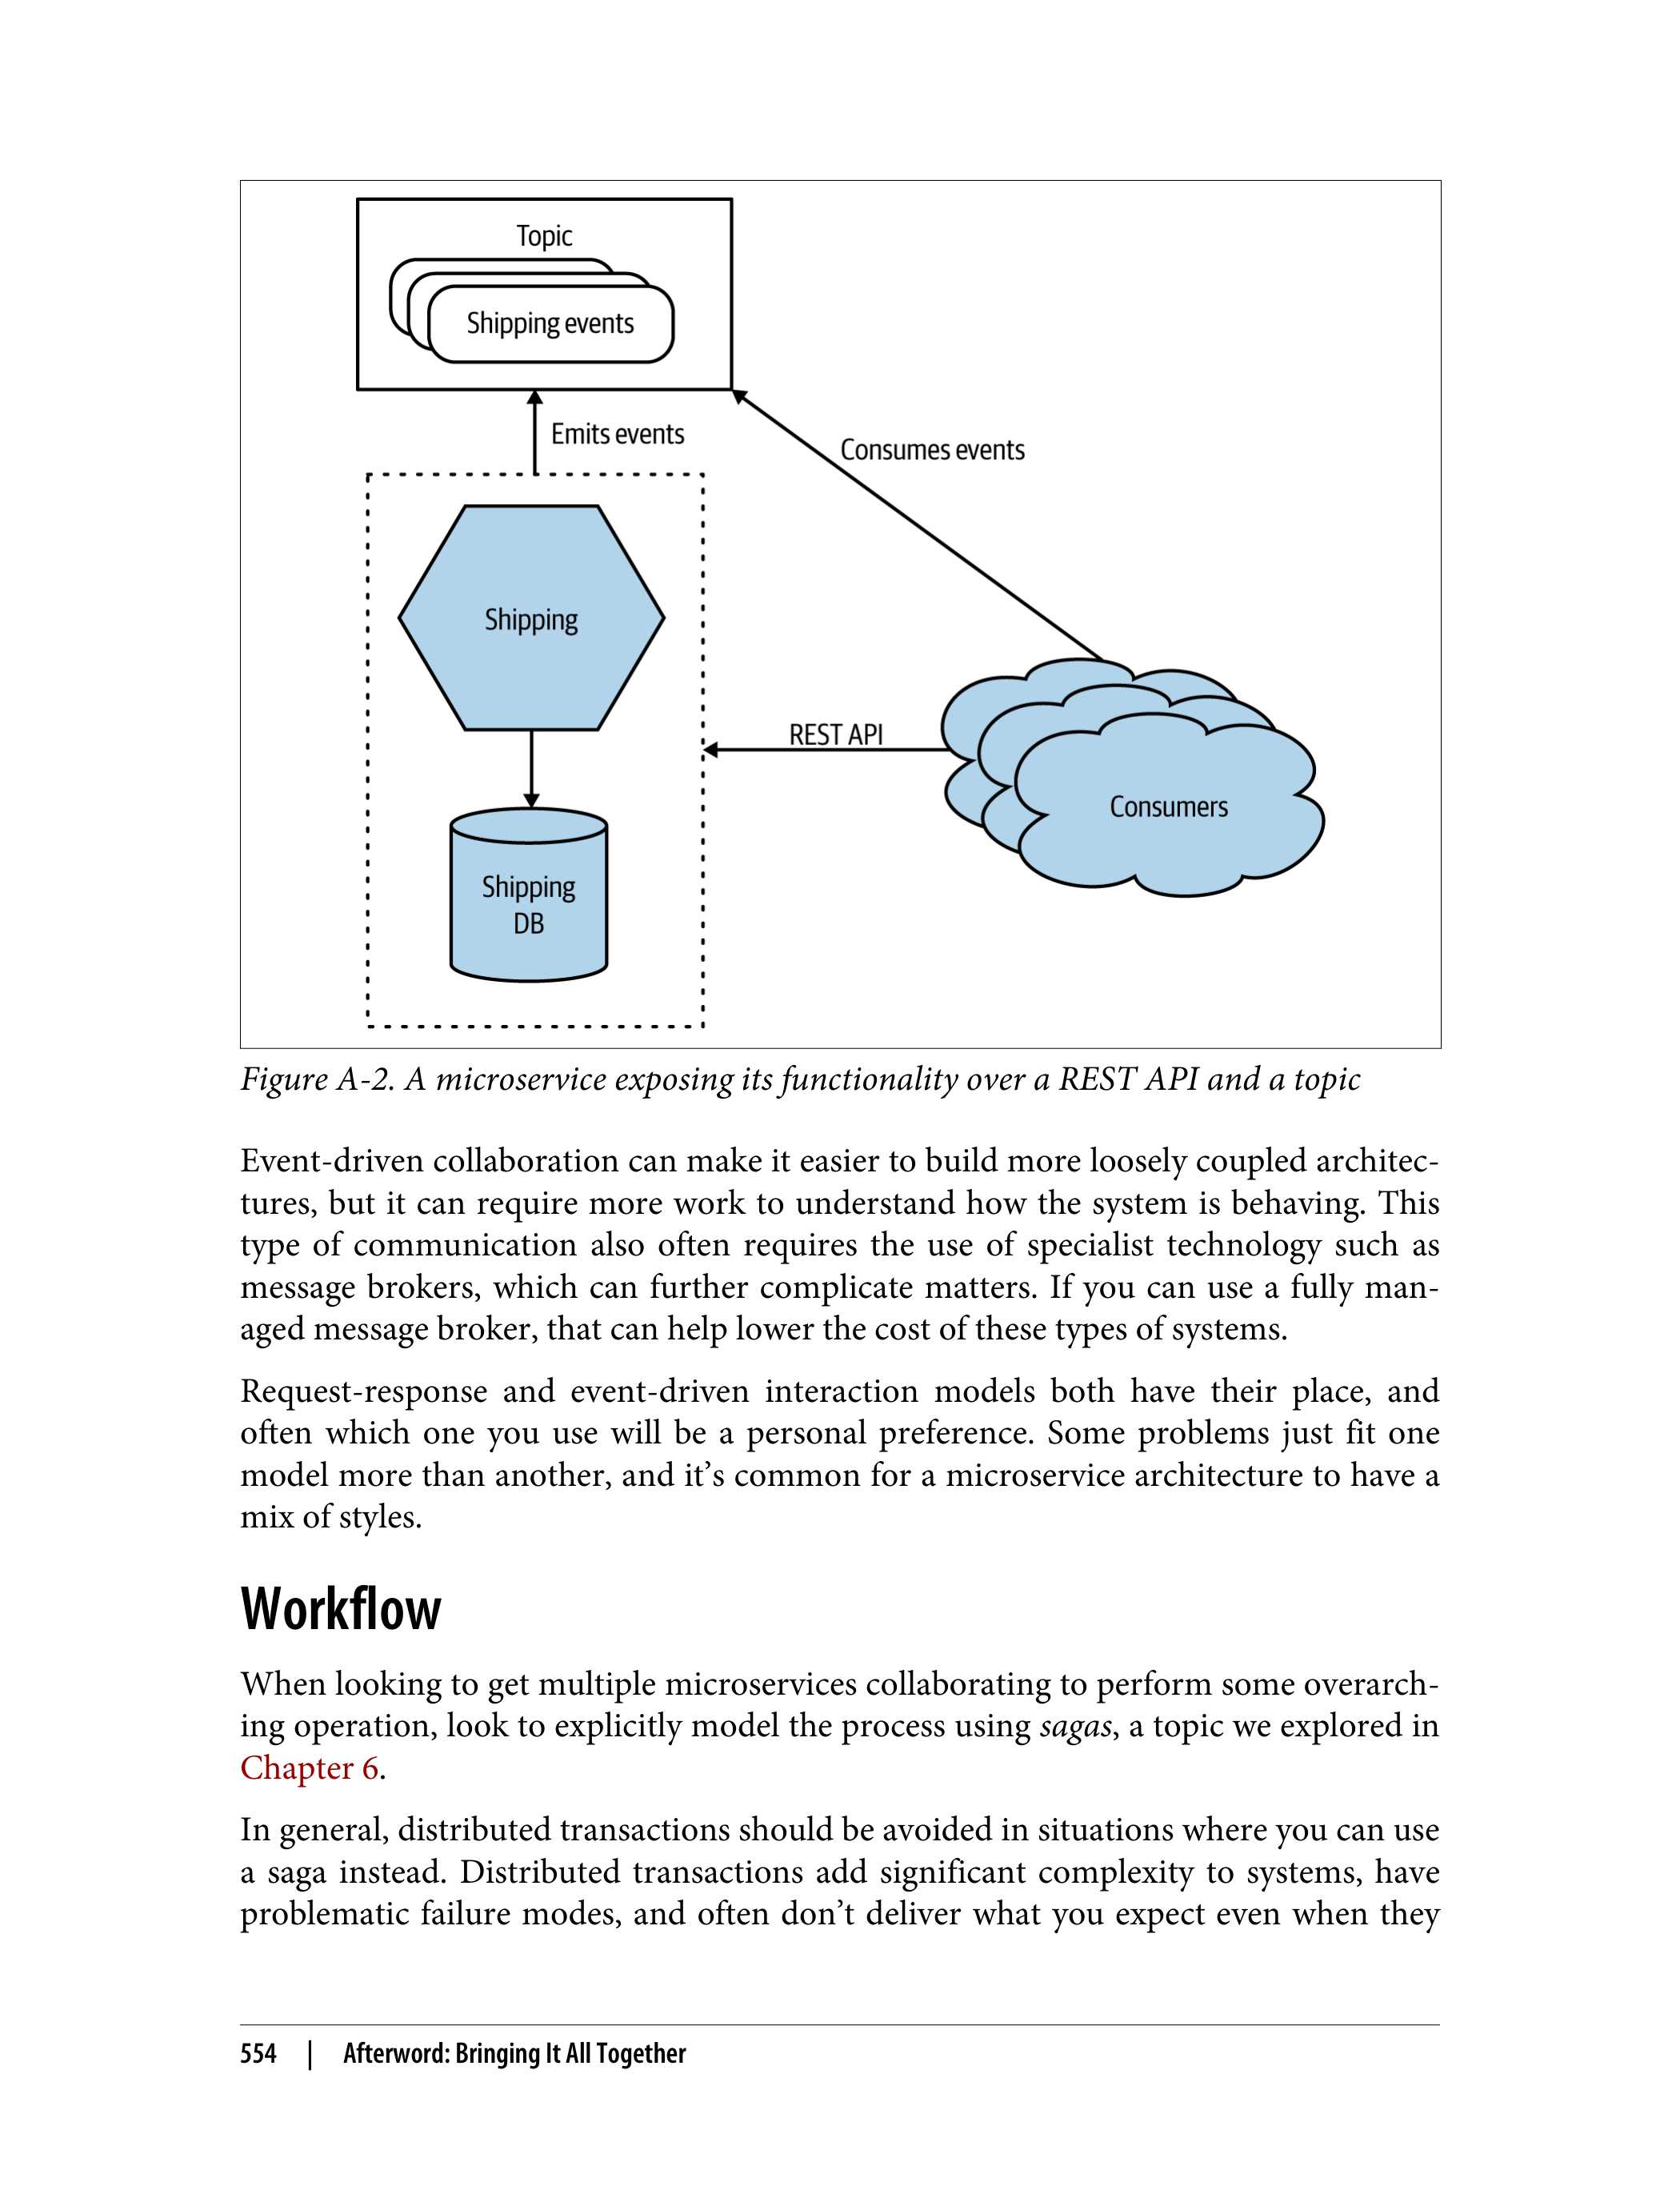 Topic
Shipping events
Emits events
Consumes events
Shipping
REST API
Consumers
Shipping
DB
Figure A-2. A microservice exposing its functionality over a REST API and a topic
Event-driven collaboration can make it easier to build more loosely coupled architec-
tures, but it can require more work to understand how the system is behaving. This
type of communication also often requires the use of specialist technology such as
message brokers, which can further complicate matters. If you can use a fully man-
aged message broker, that can help lower the cost of these types of systems.
Request-response and event-driven interaction models both have their place, and
often which one you use will be a personal preference. Some problems just fit one
model more than another, and it’s common for a microservice architecture to have a
mix of styles.
Workflow
When looking to get multiple microservices collaborating to perform some overarch-
ing operation, look to explicitly model the process using sagas, a topic we explored in
Chapter 6.
In general, distributed transactions should be avoided in situations where you can use
a saga instead. Distributed transactions add significant complexity to systems, have
problematic failure modes, and often don’t deliver what you expect even when they
554 | Afterword: Bringing It All Together